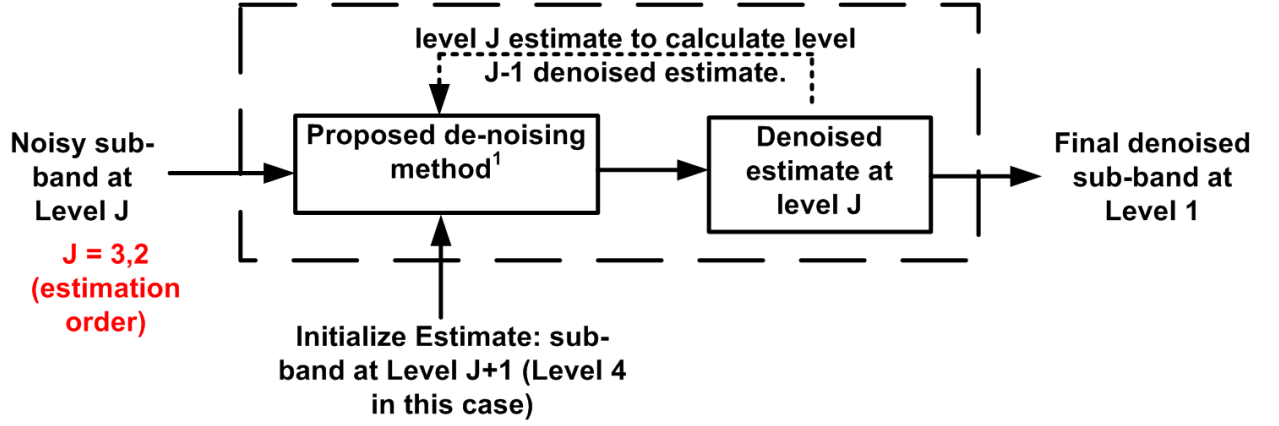 level J estimate to calculate level
J-1 denoised estimate.
Noisy sub-
band at
Level J
J = 3,2
(estimation
order)
Proposed de-noising
method1
Denoised
estimate at
level J
Final denoised
sub-band at
Level 1
Initialize Estimate: sub-
band at Level J+1 (Level 4
in this case)